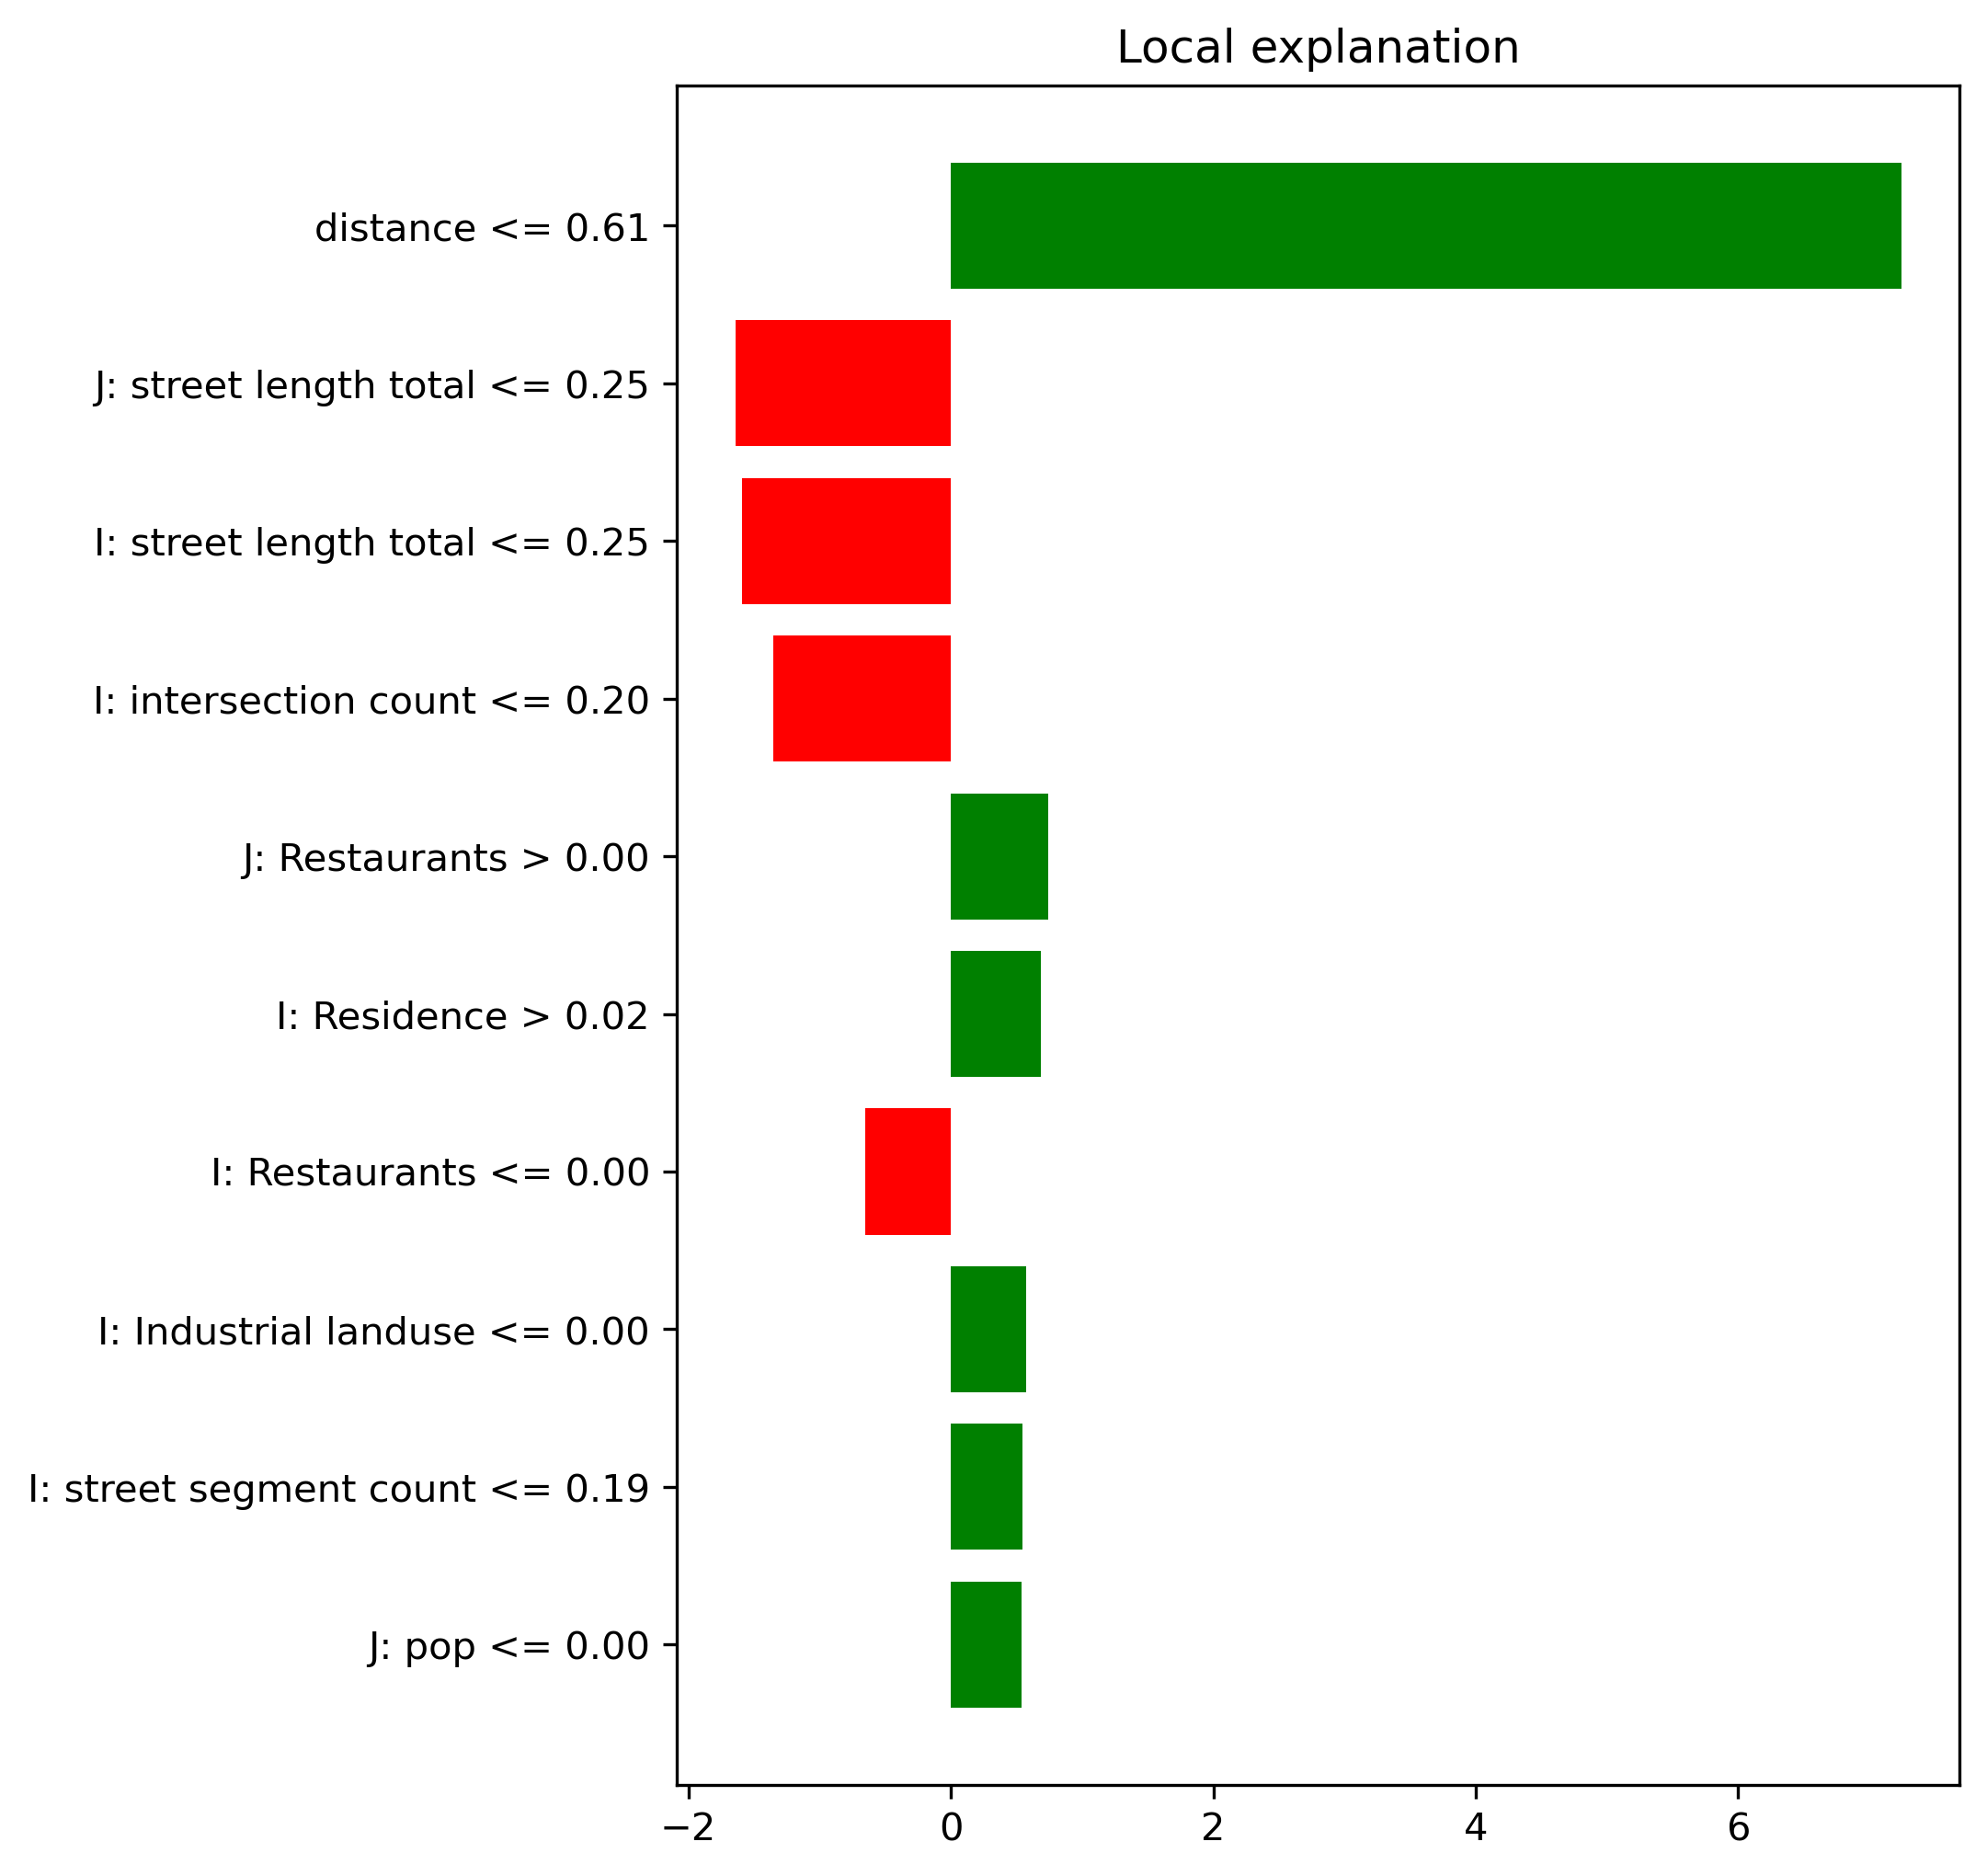 Local explanation
distance <= 0.61
J: street length total <= 0.25
I: street length total <= 0.25
I: intersection count <= 0.20
J: Restaurants > 0.00
I: Residence > 0.02
I: Restaurants <= 0.00
I: Industrial landuse <= 0.00
I: street segment count <= 0.19
J: pop <= 0.00
−2 0 2 4 6